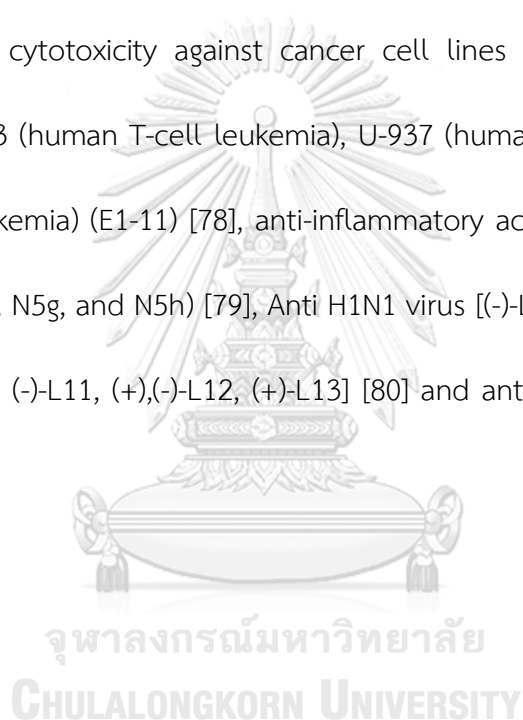 cytotoxicity against cancer cell lines
3 (human T-cell leukemia), U-937 (huma
kemia) (E1-11) [78], anti-inflammatory ac
, N5g, and N5h) [79], Anti H1N1 virus [(-)-L
(-)-L11, (+),(-)-L12, (+)-L13] [80] and ant
จุฬาลงกรณ์มหาวิทยาลัย
CHULALONGKORN UNIVERSITY